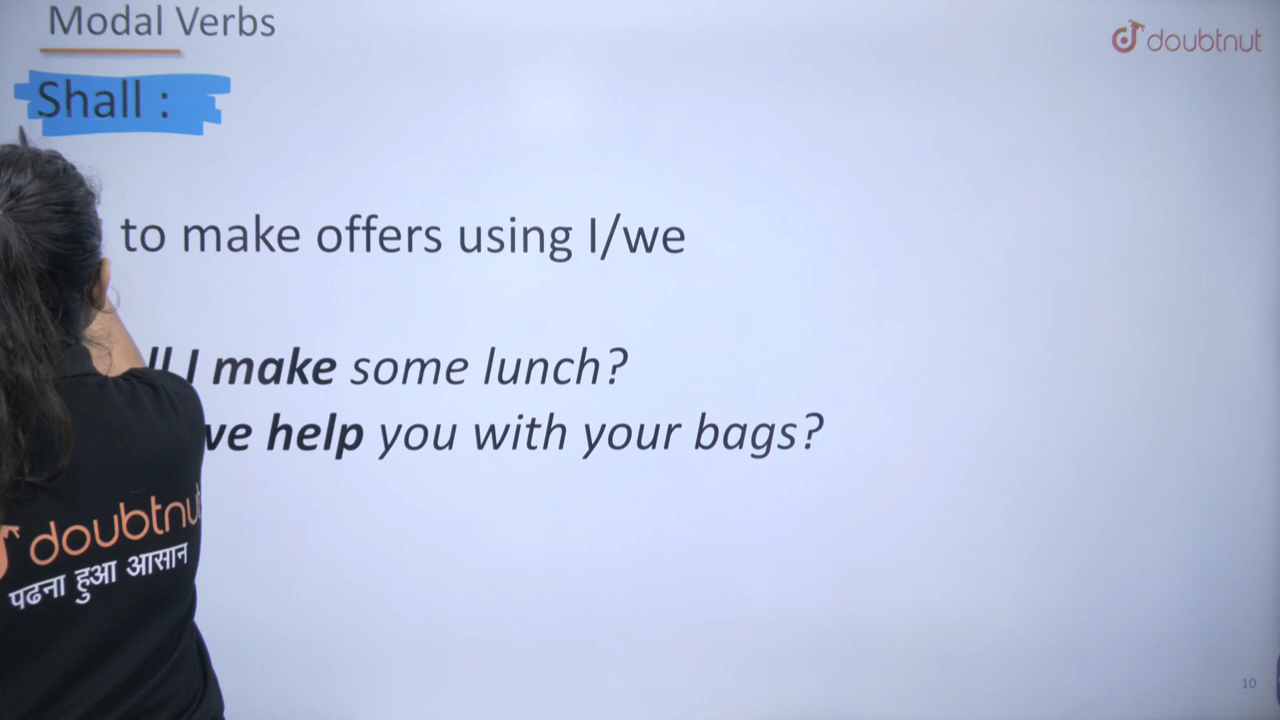 Modal Verbs
doubtnut
Shall :
to make offers using I/we
I make some lunch?
help you with your bags?
doubtnut
पढना हुआ आसान
10